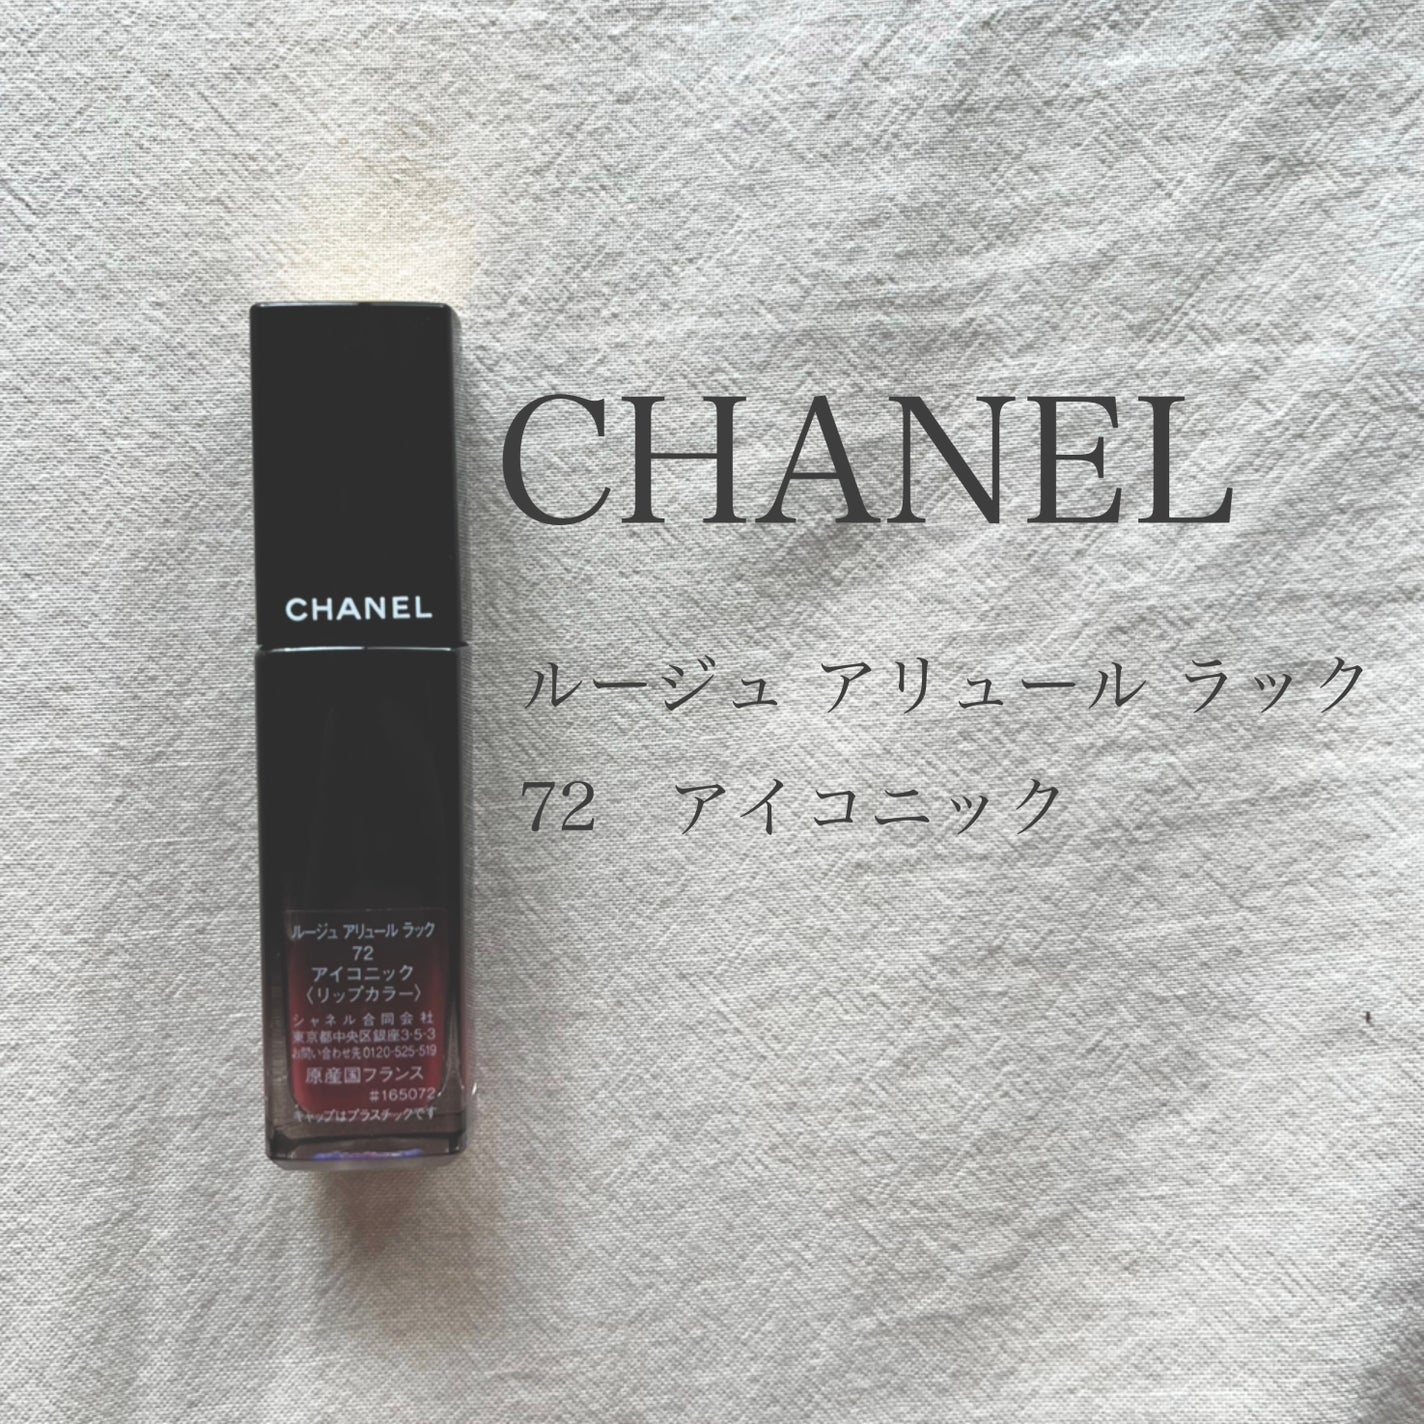 CHANEL
ルージュ アリュール ラック
72　アイコニック
CHANEL
ルージュ アリュール ラック
72
アイコニック
〈リップカラー〉
シャネル合同会社
東京都中央区銀座3-5-3
お問い合わせ先0120-525-519
原産国フランス
#165072
キャップはプラスチックです